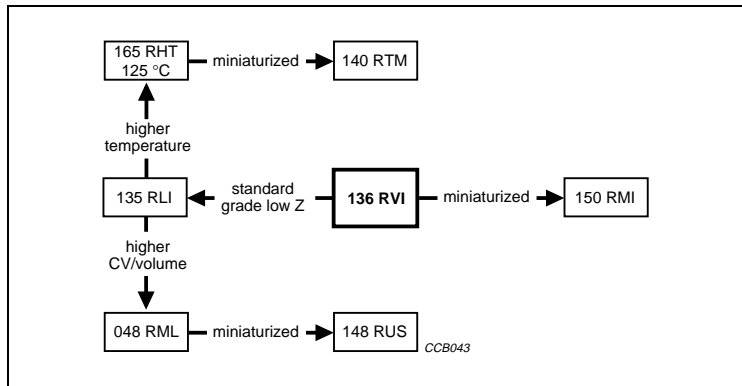 165 RHT
125 °C
miniaturized
140 RTM
higher
temperature
135 RLI
standard
grade low Z
136 RVI
miniaturized
150 RMI
higher
CV/volume
048 RML
miniaturized
148 RUS
CCB043